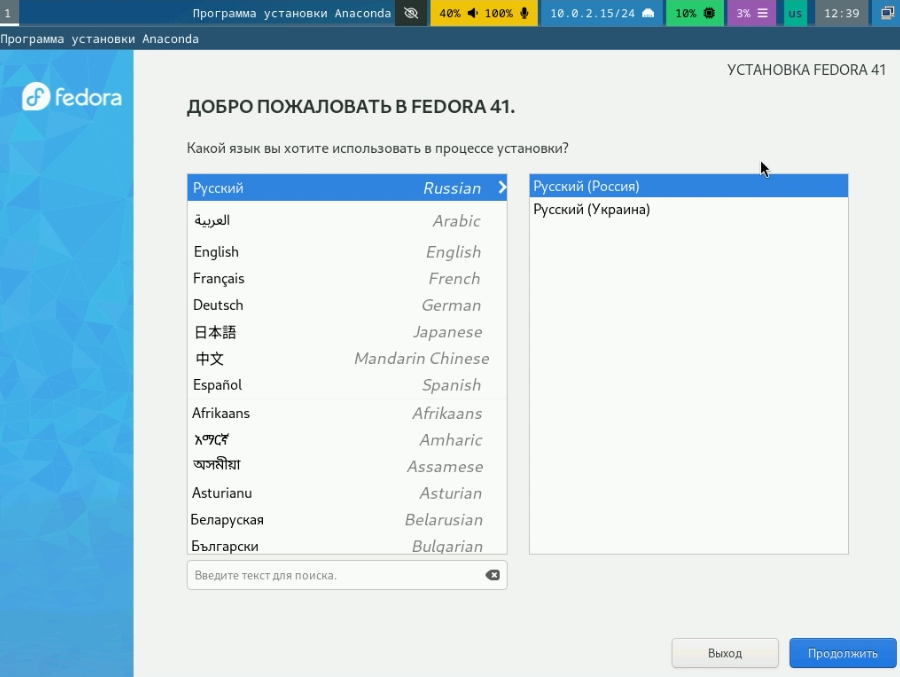 1 Программа установки Anaconda 40% 100% 10.0.2.15/24 10% 3% us 12:39
Программа установки Anaconda
fedora
УСТАНОВКА FEDORA 41
ДОБРО ПОЖАЛОВАТЬ В FEDORA 41.
Какой язык вы хотите использовать в процессе установки?
Русский Russian
العربية Arabic
English English
Français French
Deutsch German
日本語 Japanese
中文 Mandarin Chinese
Español Spanish
Afrikaans Afrikaans
አማርኛ Amharic
অসমীয়া Assamese
Asturianu Asturian
Беларуская Belarusian
Български Bulgarian
Русский (Россия)
Русский (Украина)
Введите текст для поиска.
Выход
Продолжить